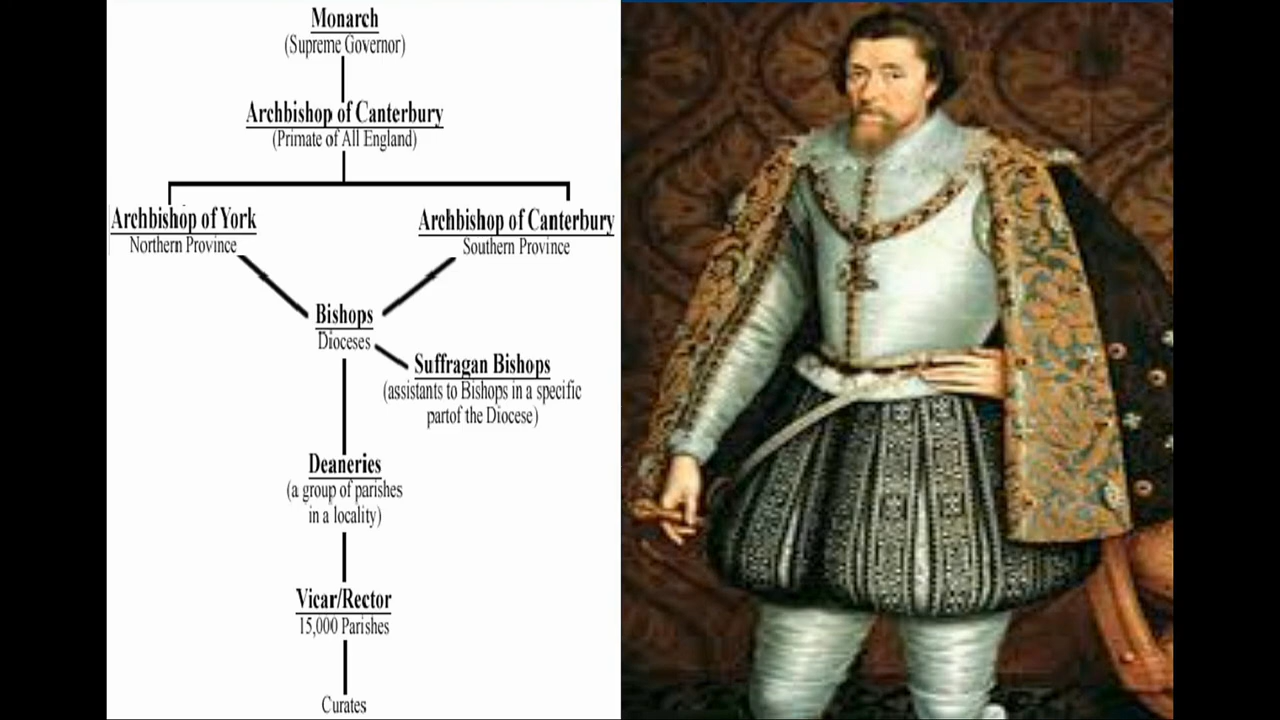 Monarch
(Supreme Governor)
Archbishop of Canterbury
(Primate of All England)
Archbishop of York
Northern Province
Archbishop of Canterbury
Southern Province
Bishops
Dioceses
Suffragan Bishops
(assistants to Bishops in a specific
partof the Diocese)
Deaneries
(a group of parishes
in a locality)
Vicar/Rector
15,000 Parishes
Curates